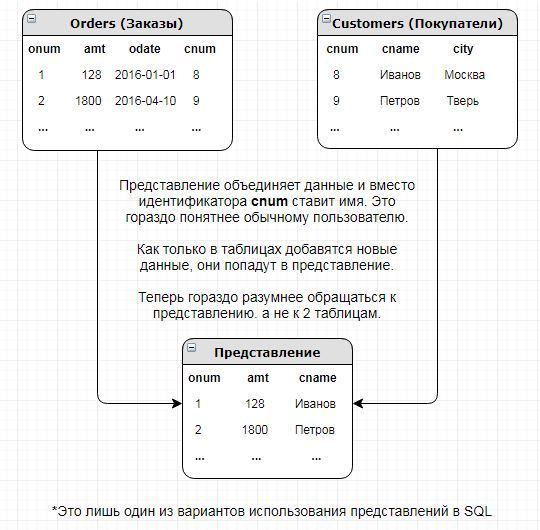 Orders (Заказы)
onum amt odate cnum
1 128 2016-01-01 8
2 1800 2016-04-10 9
... ... ... ...
Customers (Покупатели)
cnum cname city
8 Иванов Москва
9 Петров Тверь
... ... ...
Представление объединяет данные и вместо
идентификатора cnum ставит имя. Это
гораздо понятнее обычному пользователю.
Как только в таблицах добавятся новые
данные, они попадут в представление.
Теперь гораздо разумнее обращаться к
представлению. а не к 2 таблицам.
Представление
onum amt cname
1 128 Иванов
2 1800 Петров
... ... ...
*Это лишь один из вариантов использования представлений в SQL